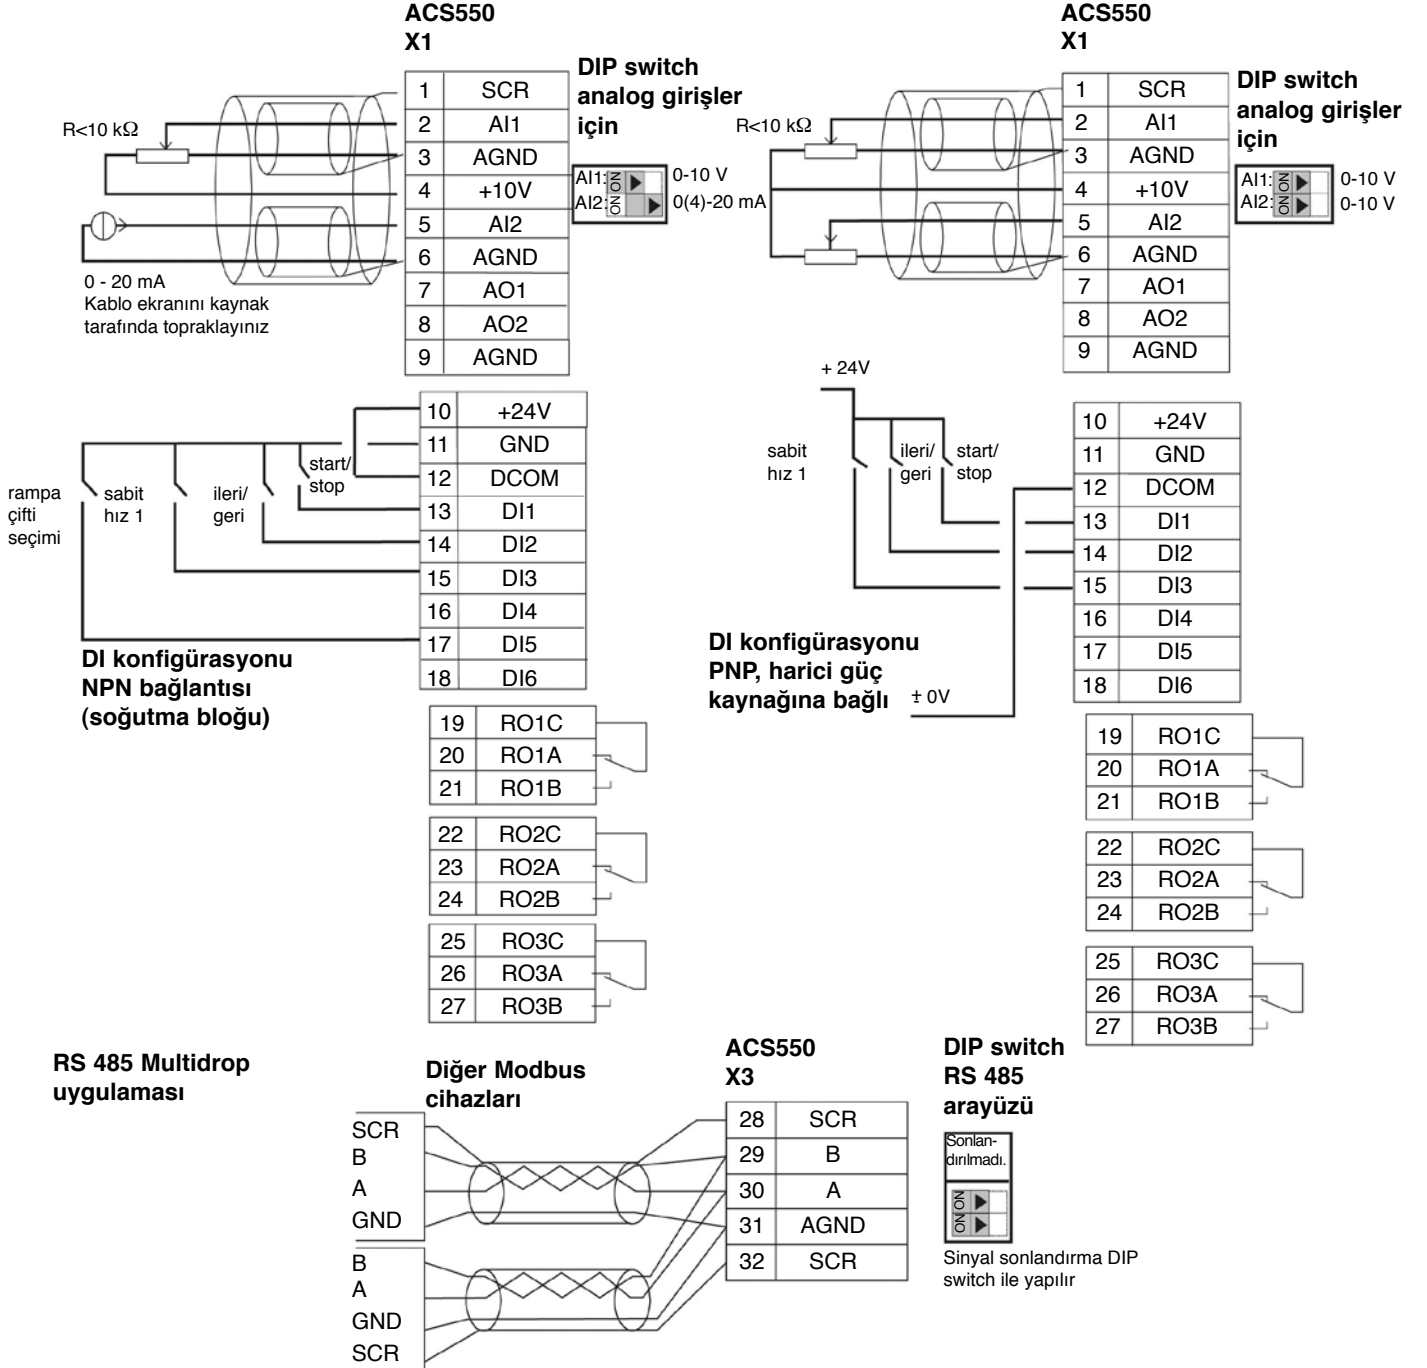 ACS550
X1
DIP switch
analog girişler
için
1 SCR
2 AI1
3 AGND
4 +10V
5 AI2
6 AGND
7 AO1
8 AO2
9 AGND
R<10 kΩ
AI1: ON 0-10 V
AI2: ON 0(4)-20 mA
0 - 20 mA
Kablo ekranını kaynak
tarafında topraklayınız
10 +24V
11 GND
12 DCOM
13 DI1
14 DI2
15 DI3
16 DI4
17 DI5
18 DI6
rampa
çifti
seçimi
sabit
hız 1
ileri/
geri
start/
stop
DI konfigürasyonu
NPN bağlantısı
(soğutma bloğu)
19 RO1C
20 RO1A
21 RO1B
22 RO2C
23 RO2A
24 RO2B
25 RO3C
26 RO3A
27 RO3B
ACS550
X1
DIP switch
analog girişler
için
1 SCR
2 AI1
3 AGND
4 +10V
5 AI2
6 AGND
7 AO1
8 AO2
9 AGND
R<10 kΩ
AI1: ON 0-10 V
AI2: ON 0-10 V
+ 24V
sabit
hız 1
ileri/
geri
start/
stop
10 +24V
11 GND
12 DCOM
13 DI1
14 DI2
15 DI3
16 DI4
17 DI5
18 DI6
DI konfigürasyonu
PNP, harici güç
kaynağına bağlı
± 0V
19 RO1C
20 RO1A
21 RO1B
22 RO2C
23 RO2A
24 RO2B
25 RO3C
26 RO3A
27 RO3B
RS 485 Multidrop
uygulaması
Diğer Modbus
cihazları
SCR
B
A
GND
B
A
GND
SCR
ACS550
X3
28 SCR
29 B
30 A
31 AGND
32 SCR
DIP switch
RS 485
arayüzü
Sonlan-
dırılmadı.
ON
ON
Sinyal sonlandırma DIP
switch ile yapılır